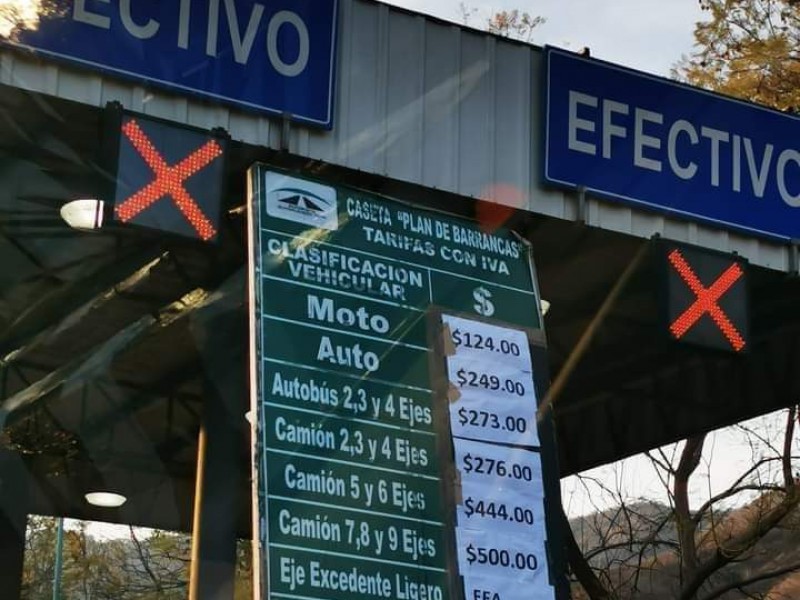 ECTIVO
EFECTIVO
CASETA "PLAN DE BARRANCAS"
TARIFAS CON IVA
CLASIFICACION VEHICULAR $
Moto $124.00
Auto $249.00
Autobús 2,3 y 4 Ejes $273.00
Camión 2,3 y 4 Ejes $276.00
Camión 5 y 6 Ejes $444.00
Camión 7,8 y 9 Ejes $500.00
Eje Excedente Ligero